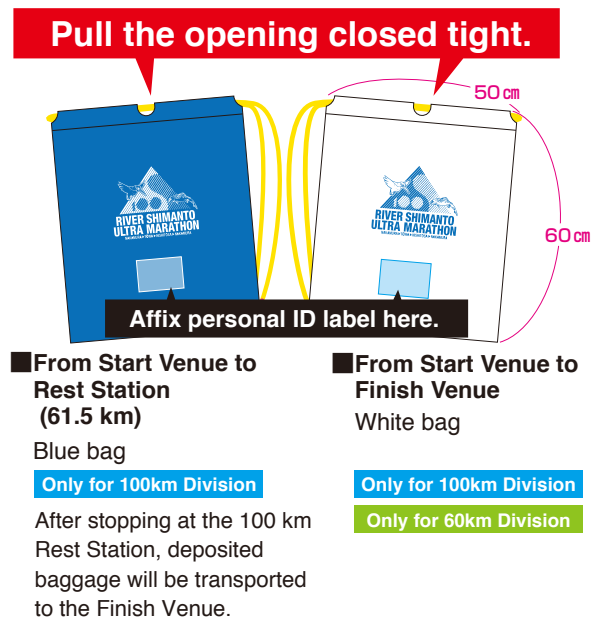 Pull the opening closed tight.
50㎝
60㎝
100
RIVER SHIMANTO
ULTRA MARATHON
100
RIVER SHIMANTO
ULTRA MARATHON
Affix personal ID label here.
■From Start Venue to
Rest Station
(61.5 km)
Blue bag
Only for 100km Division
After stopping at the 100 km
Rest Station, deposited
baggage will be transported
to the Finish Venue.
■From Start Venue to
Finish Venue
White bag
Only for 100km Division
Only for 60km Division